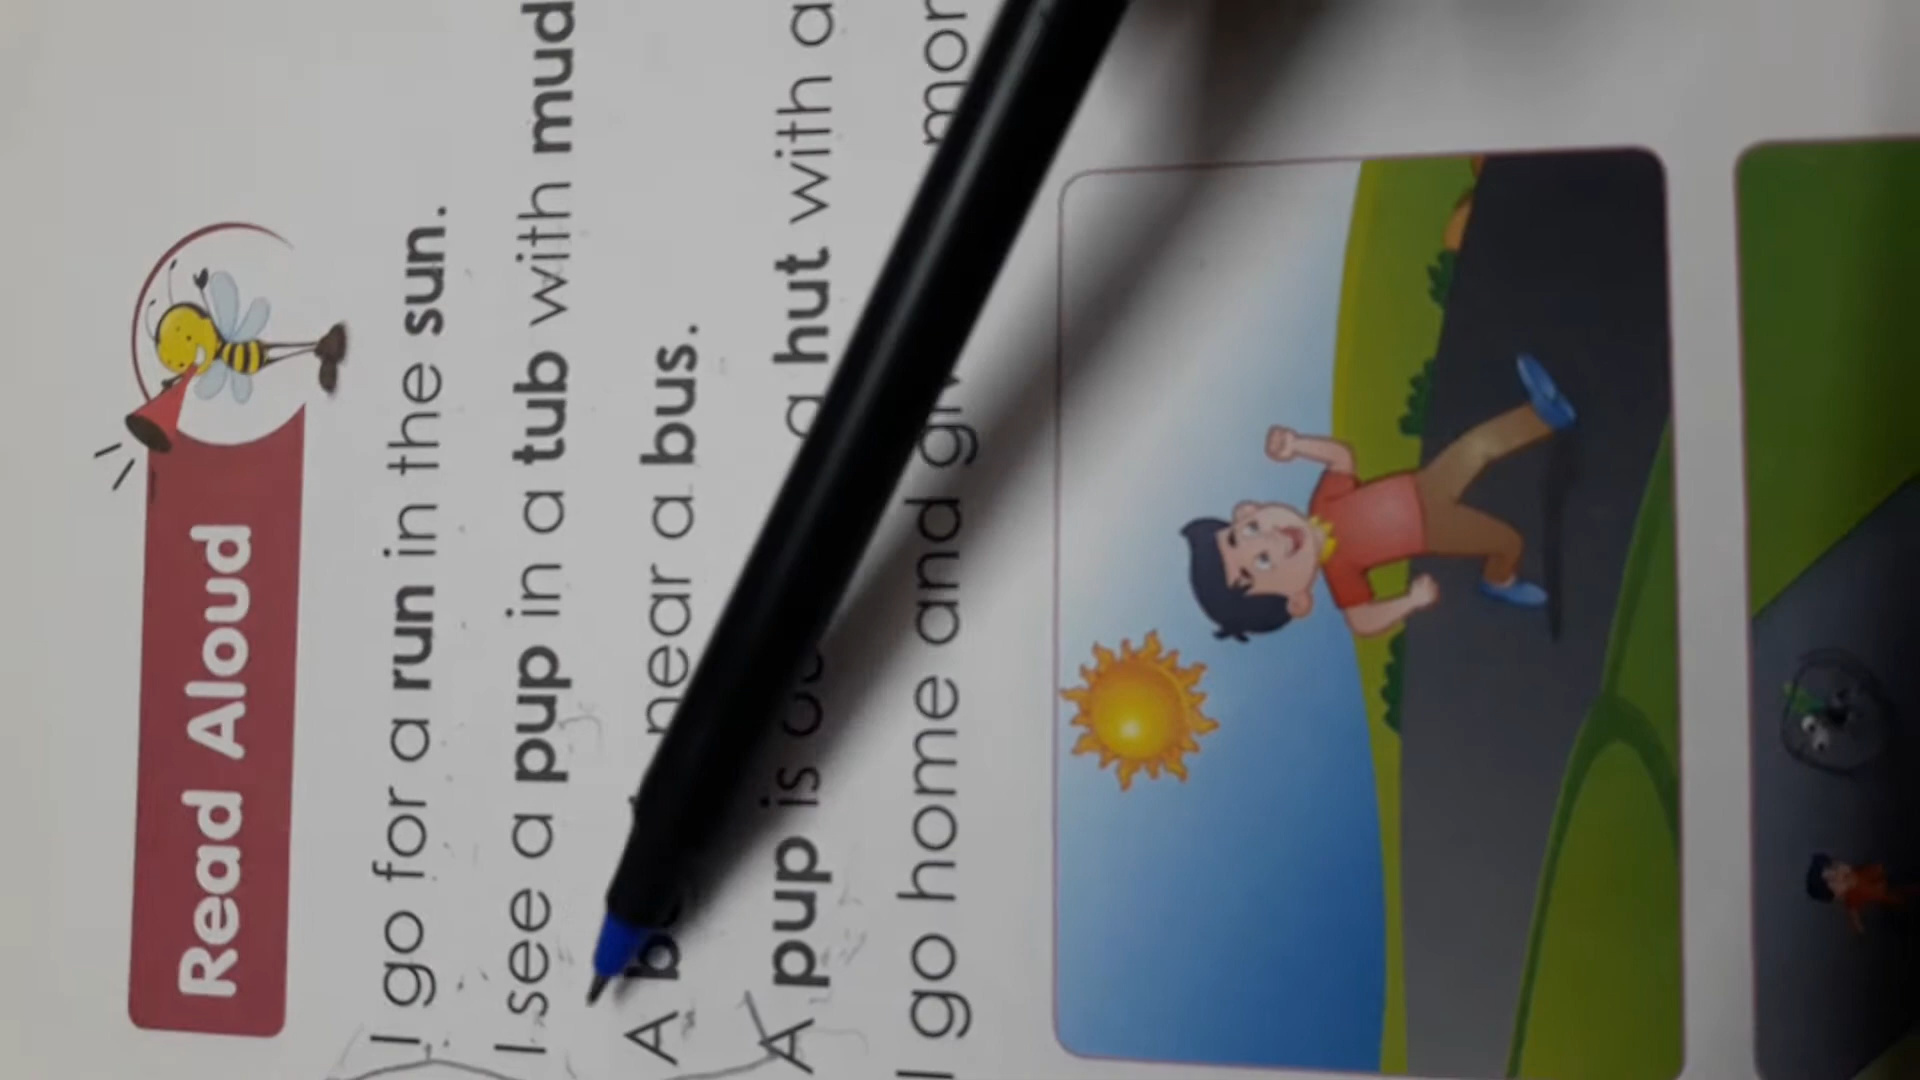 Read Aloud
I go for a run in the sun.
I see a pup in a tub with mud
A near a bus.
A pup is a hut with a
I go home and